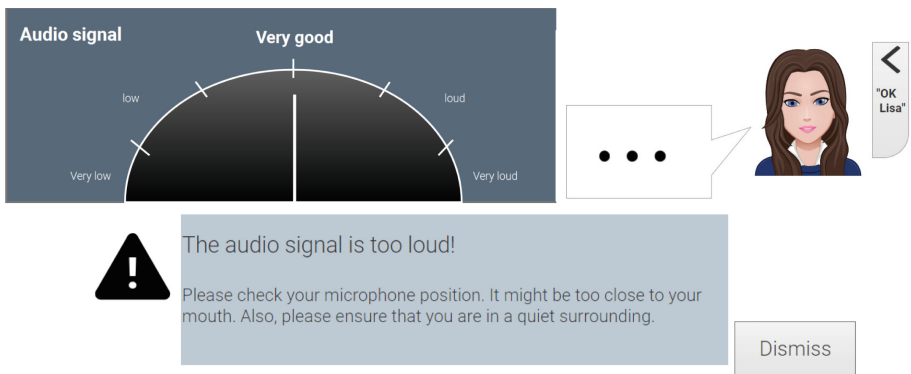 Audio signal
Very good
low
loud
Very low
Very loud
"OK
Lisa"
The audio signal is too loud!
Please check your microphone position. It might be too close to your
mouth. Also, please ensure that you are in a quiet surrounding.
Dismiss